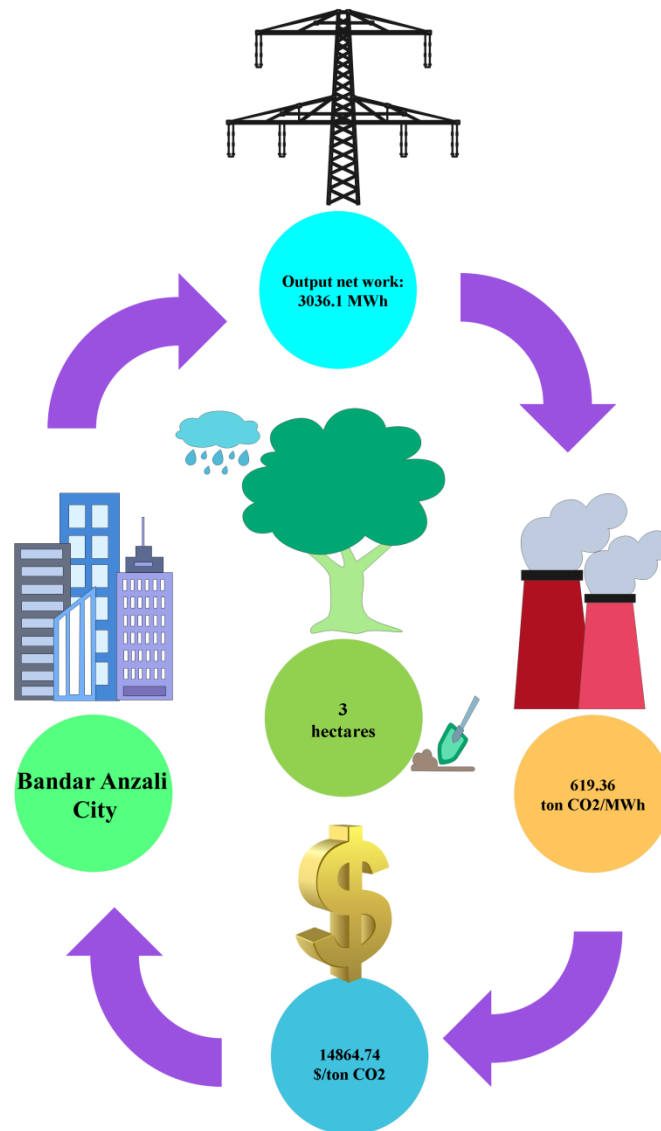 Output net work:
3036.1 MWh
3
hectares
Bandar Anzali
City
619.36
ton CO2/MWh
14864.74
$/ton CO2